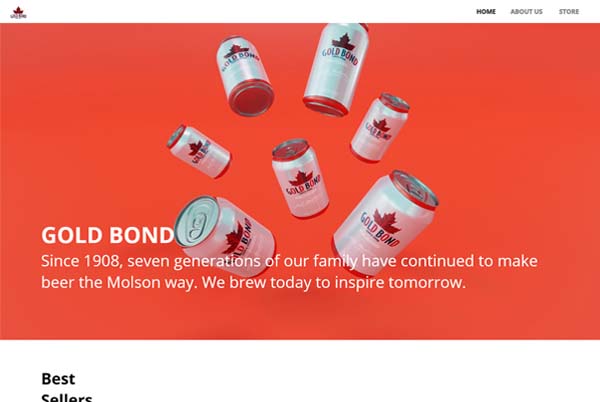 GOLD BOND
HOME ABOUT US STORE
GOLD BOND
GOLD BOND
GOLD BOND
GOLD BOND
GOLD BOND
GOLD BOND
GOLD BOND
Since 1908, seven generations of our family have continued to make
beer the Molson way. We brew today to inspire tomorrow.
Best
Sellers